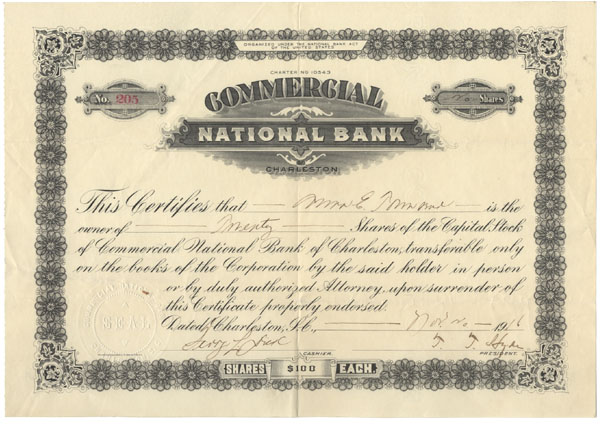 ORGANIZED UNDER THE NATIONAL BANK ACT
OF THE UNITED STATES
CHARTER NO. 10543
No. 205
COMMERCIAL
Shares
NATIONAL BANK
CHARLESTON
This Certifies that is the
owner of Twenty Shares of the Capital Stock
of Commercial National Bank of Charleston, transferable only
on the books of the Corporation by the said holder in person
or by duly authorized Attorney, upon surrender of
this Certificate properly endorsed.
SEAL
Dated, Charleston, S.C., Nov. 20 19
CASHIER.
PRESIDENT.
SHARES $100 EACH.